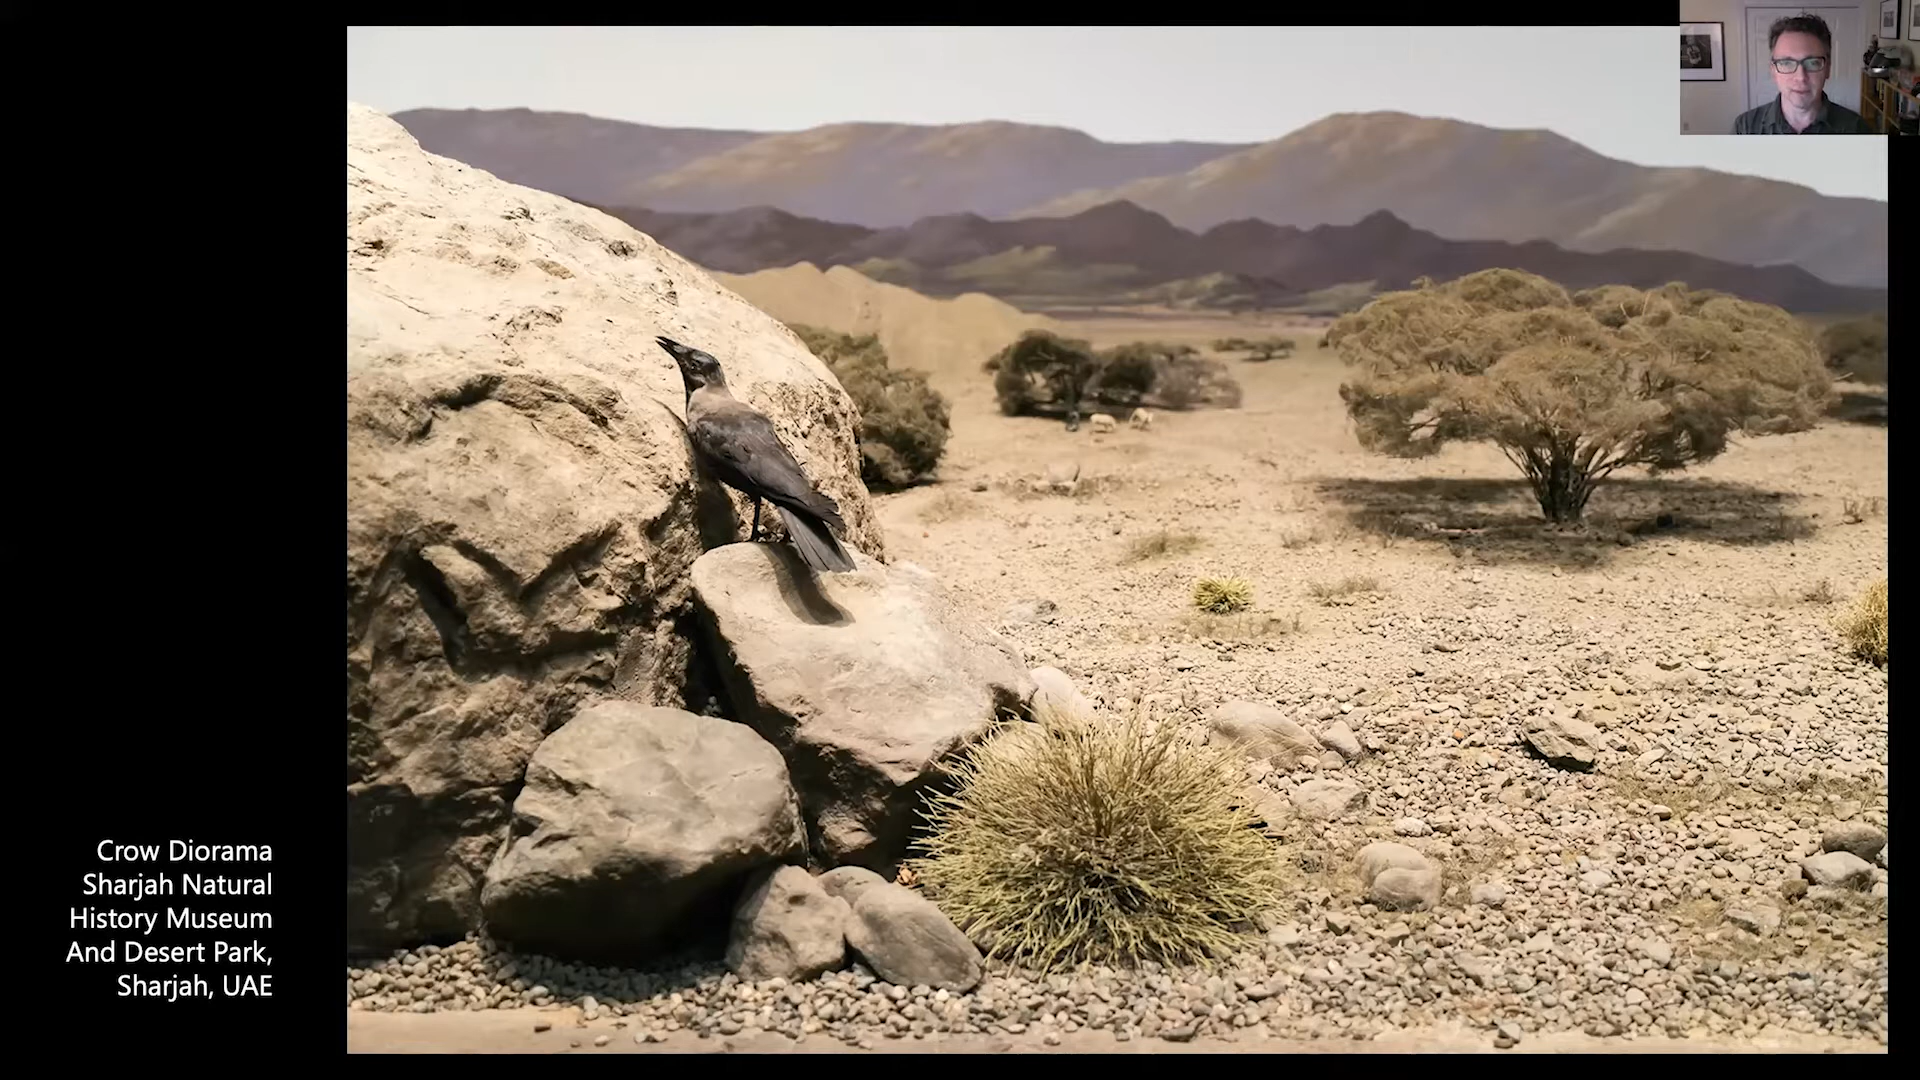 Crow Diorama
Sharjah Natural
History Museum
And Desert Park,
Sharjah, UAE